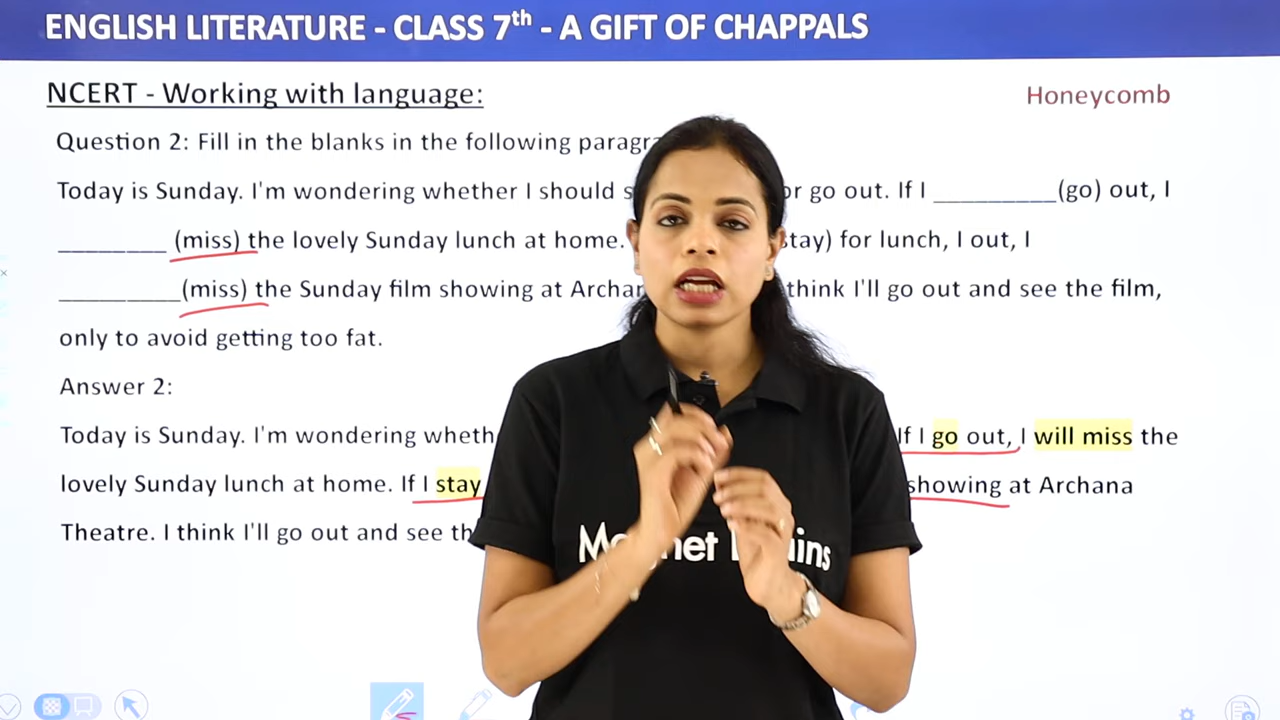 ENGLISH LITERATURE - CLASS 7th - A GIFT OF CHAPPALS
NCERT - Working with language: Honeycomb
Question 2: Fill in the blanks in the following
Today is Sunday. I'm wondering whether I should or go out. If I __________(go) out, I
_________ (miss) the lovely Sunday lunch at home. for lunch, I out, I
__________(miss) the Sunday film showing at think I'll go out and see the film,
only to avoid getting too fat.
Answer 2:
Today is Sunday. I'm wondering If I go out, I will miss the
lovely Sunday lunch at home. If I stay showing at Archana
Theatre. I think I'll go out and see